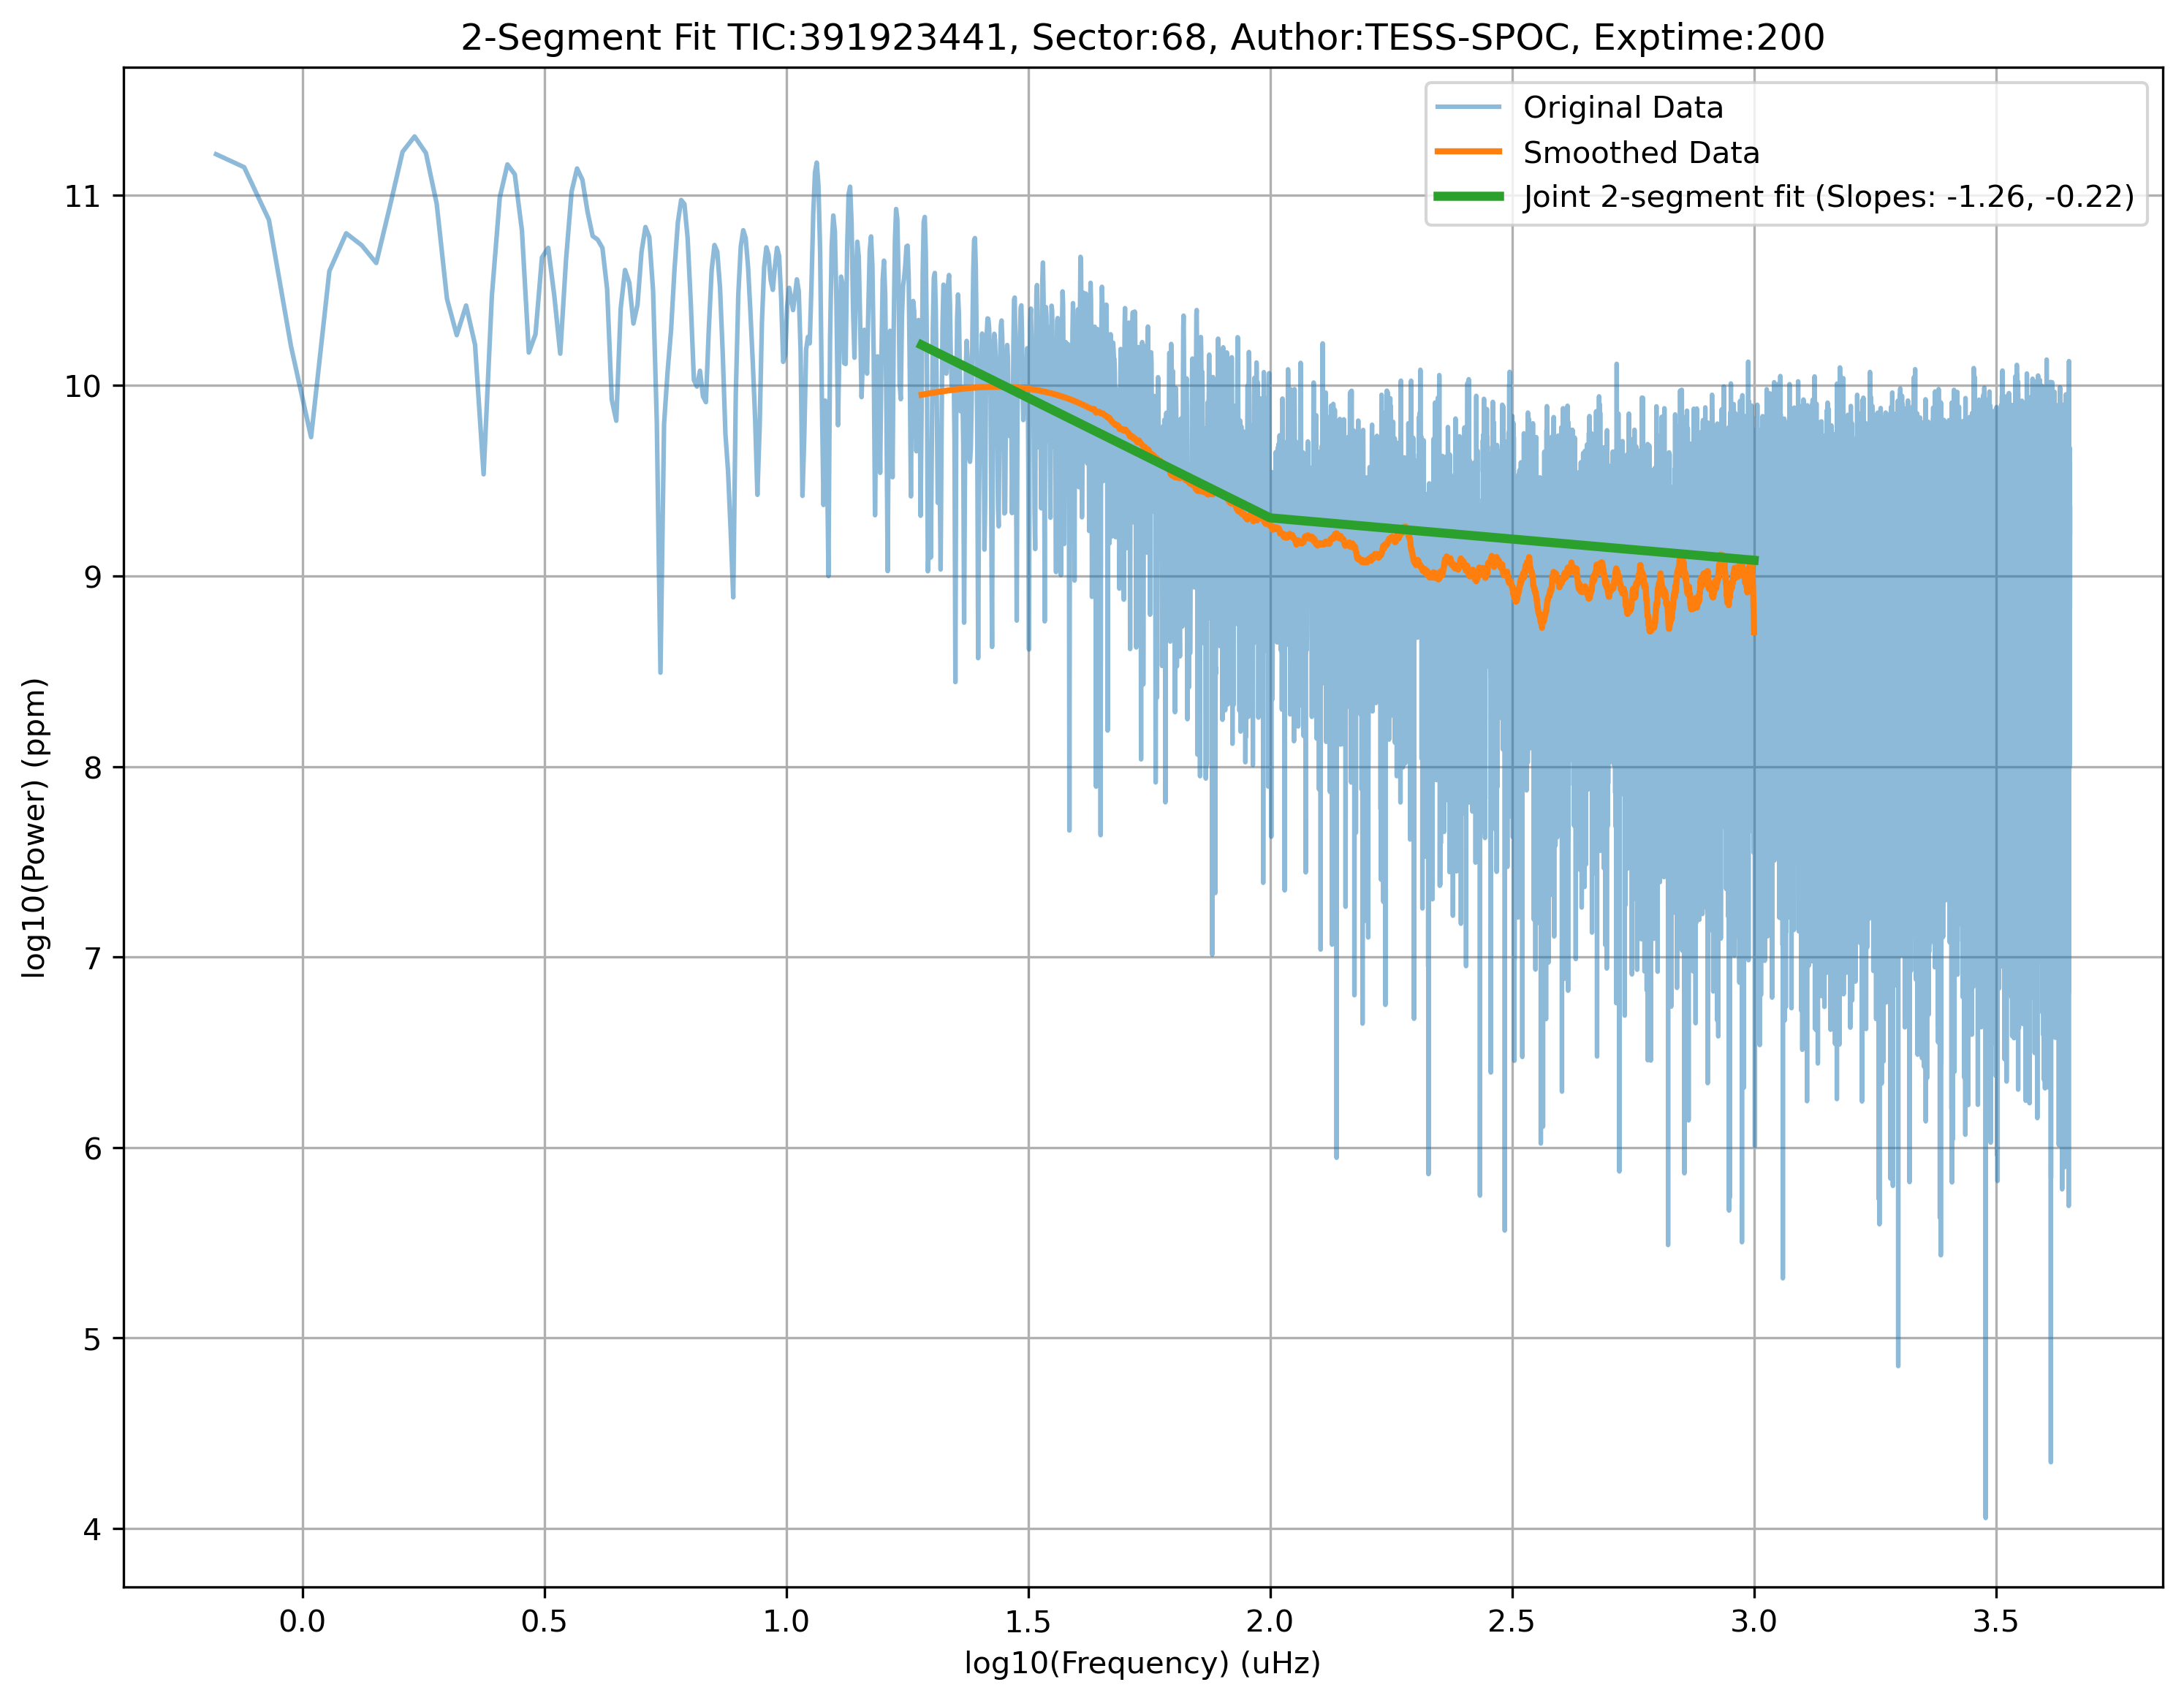 2-Segment Fit TIC:391923441, Sector:68, Author:TESS-SPOC, Exptime:200
Original Data
Smoothed Data
Joint 2-segment fit (Slopes: -1.26, -0.22)
log10(Power) (ppm)
11
10
9
8
7
6
5
4
0.0 0.5 1.0 1.5 2.0 2.5 3.0 3.5
log10(Frequency) (uHz)